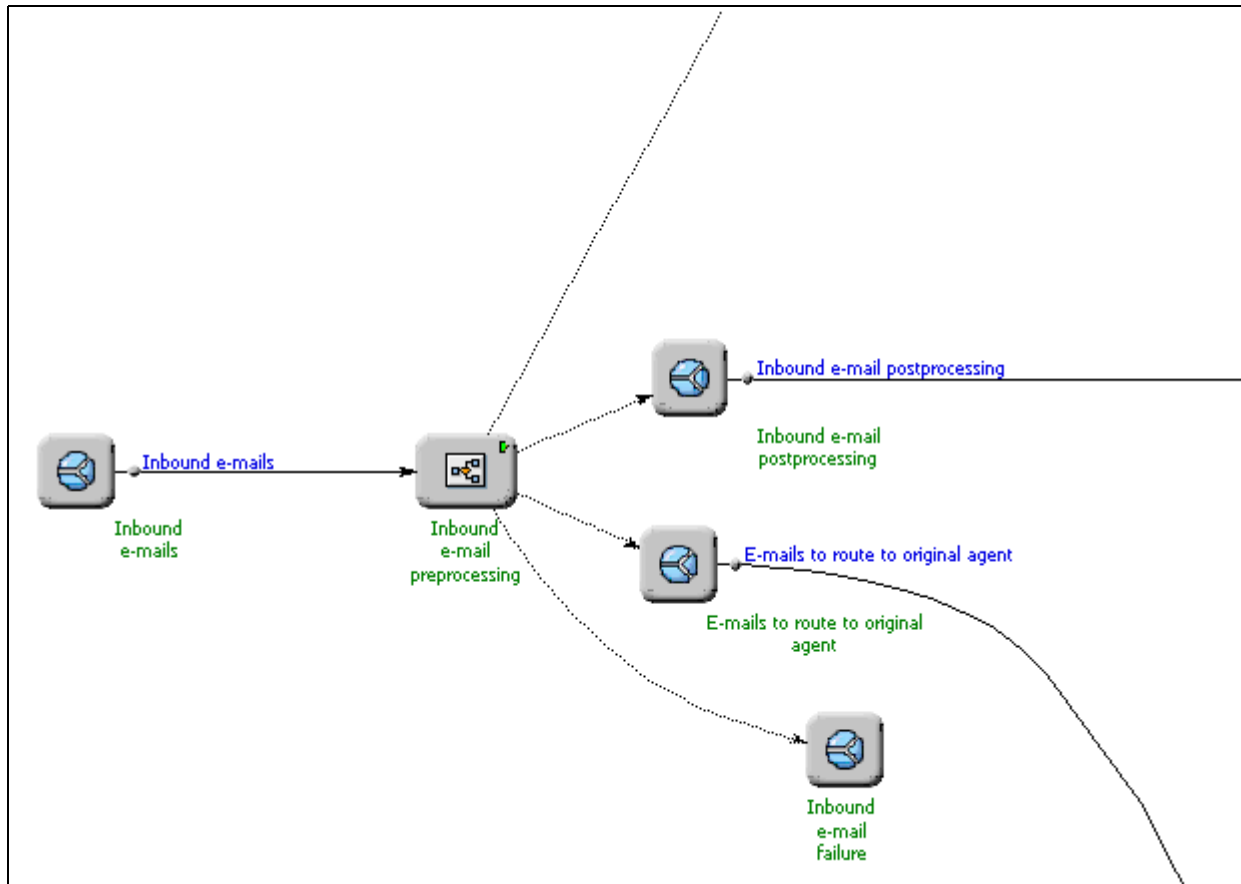 Inbound e-mail postprocessing
Inbound e-mail
postprocessing
Inbound e-mails
Inbound
e-mails
Inbound
e-mail
preprocessing
E-mails to route to original agent
E-mails to route to original
agent
Inbound
e-mail
failure